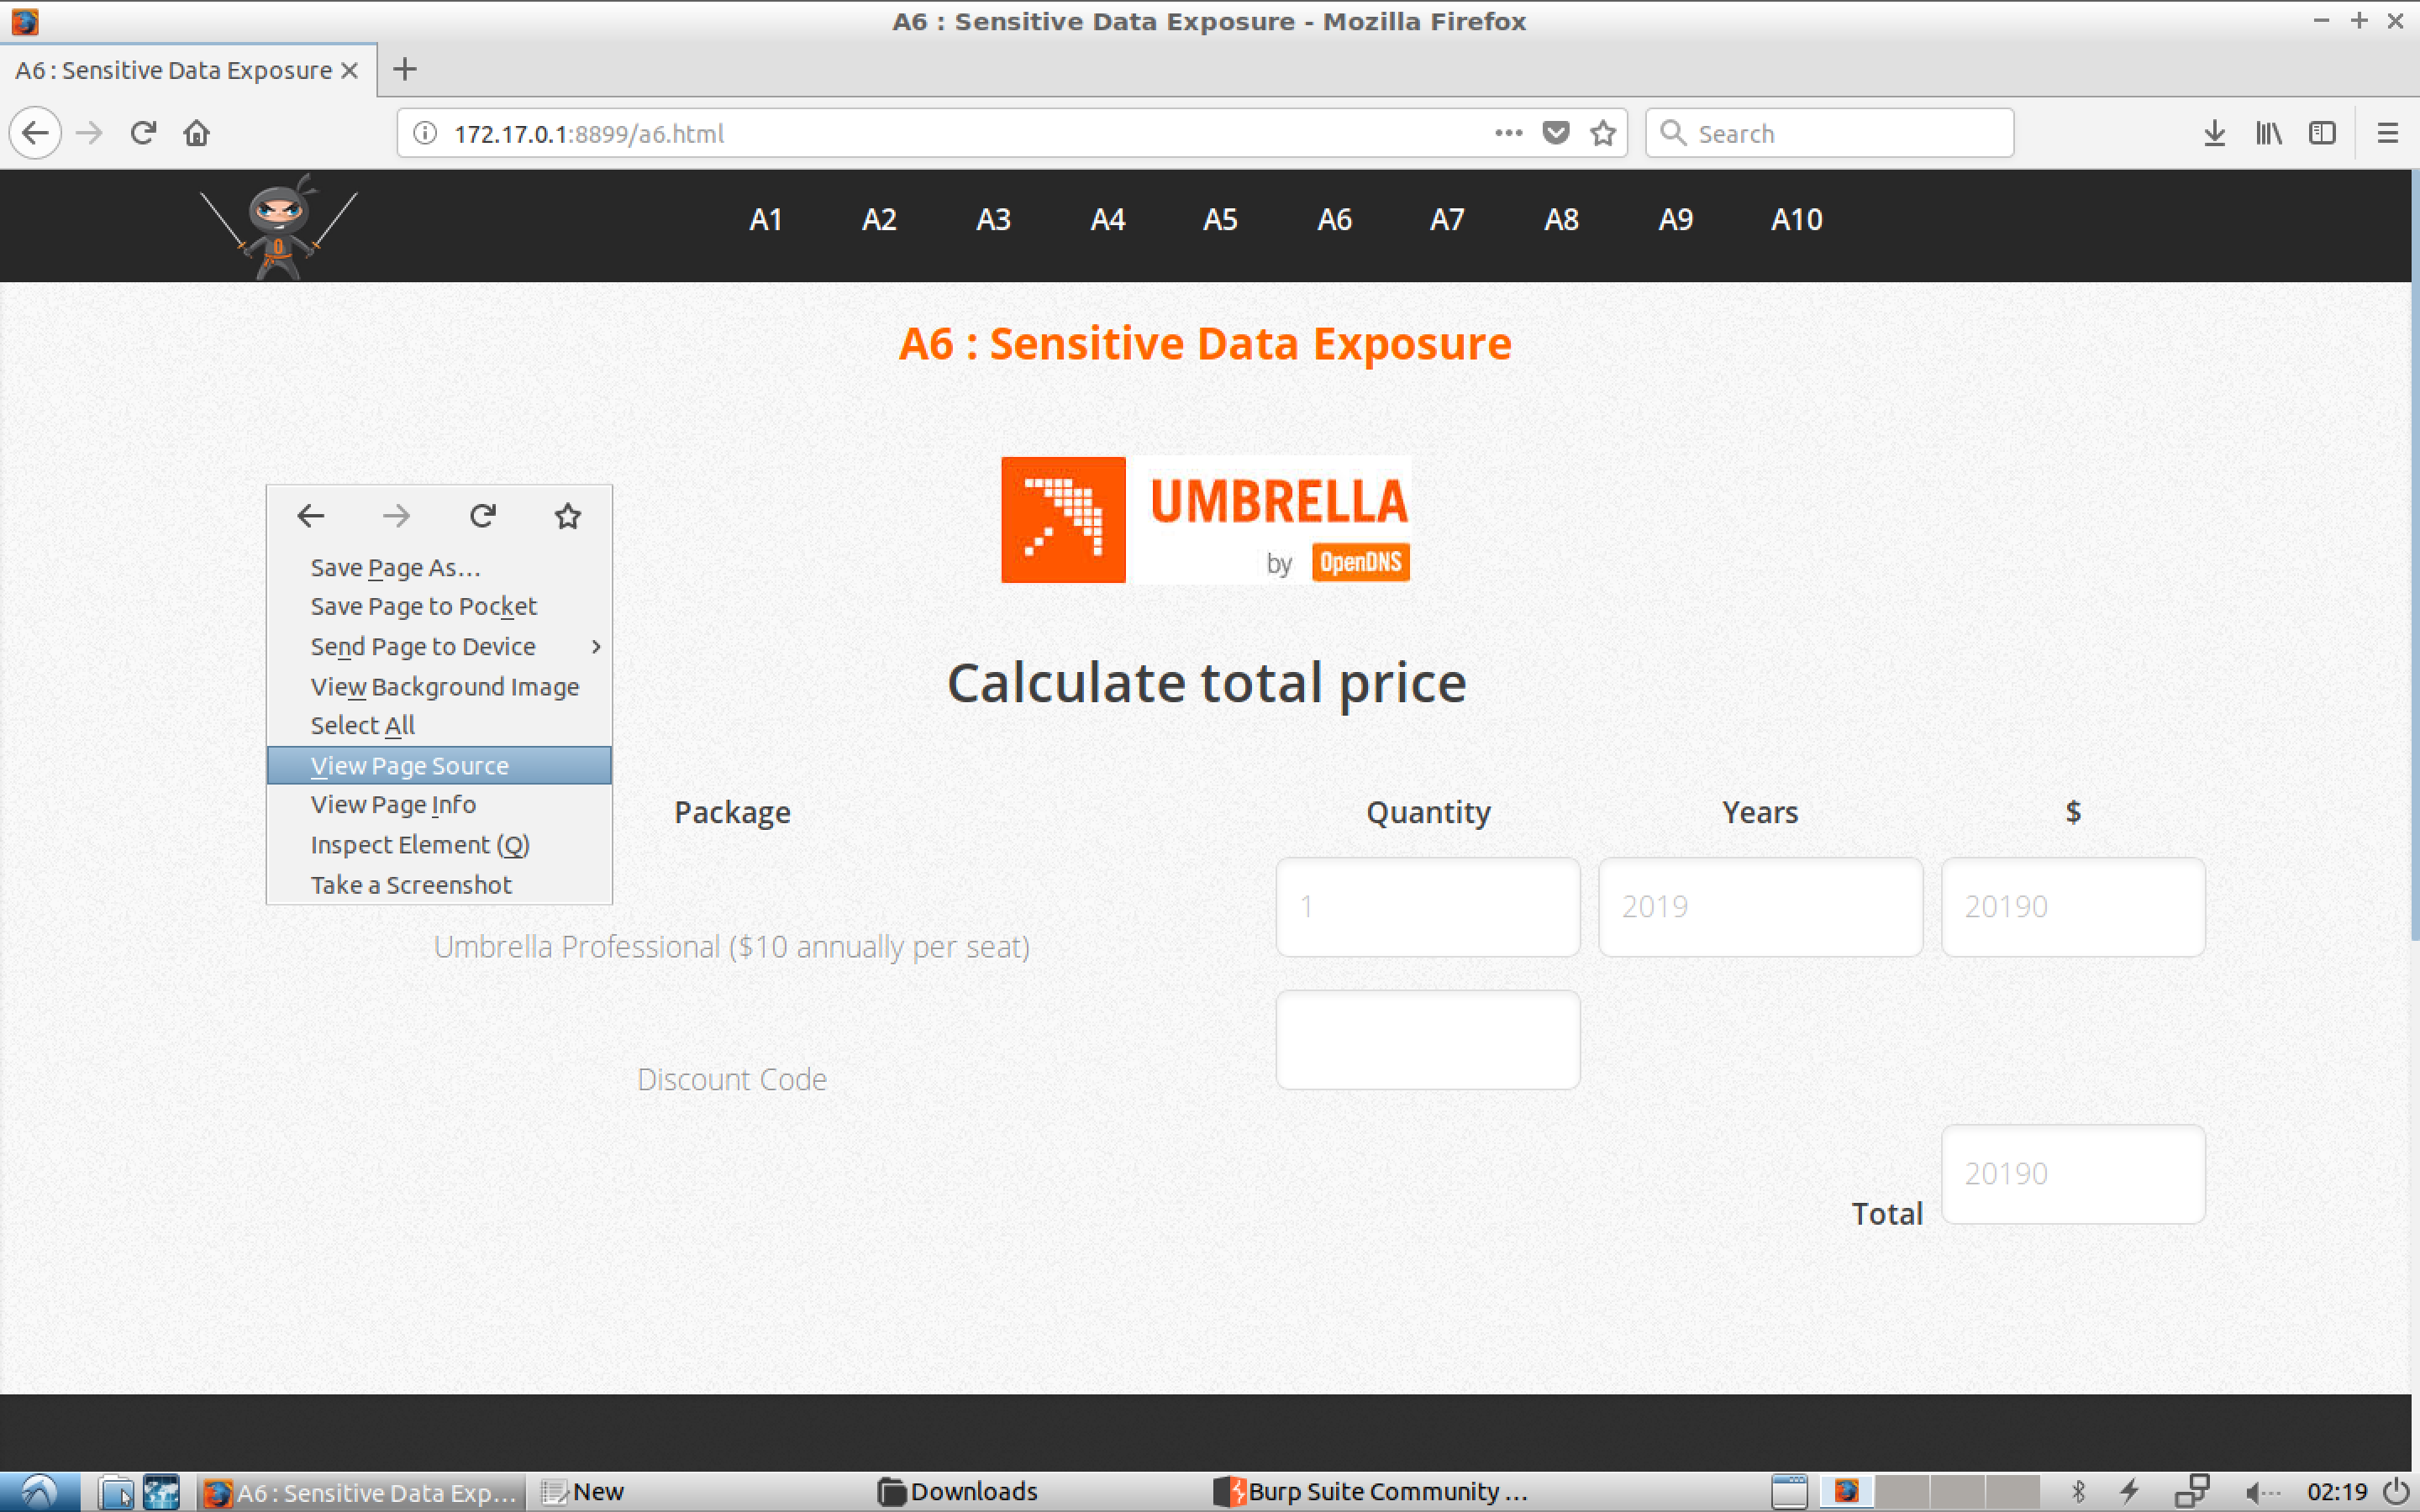 A6 : Sensitive Data Exposure - Mozilla Firefox
A6 : Sensitive Data Exposure
172.17.0.1:8899/a6.html
Search
A1 A2 A3 A4 A5 A6 A7 A8 A9 A10
A6 : Sensitive Data Exposure
UMBRELLA
by OpenDNS
Save Page As...
Save Page to Pocket
Send Page to Device
View Background Image
Select All
View Page Source
View Page Info
Inspect Element (Q)
Take a Screenshot
Calculate total price
Package Quantity Years $
1 2019 20190
Umbrella Professional ($10 annually per seat)
Discount Code
20190
Total
A6 : Sensitive Data Exp... New Downloads Burp Suite Community ... 02:19